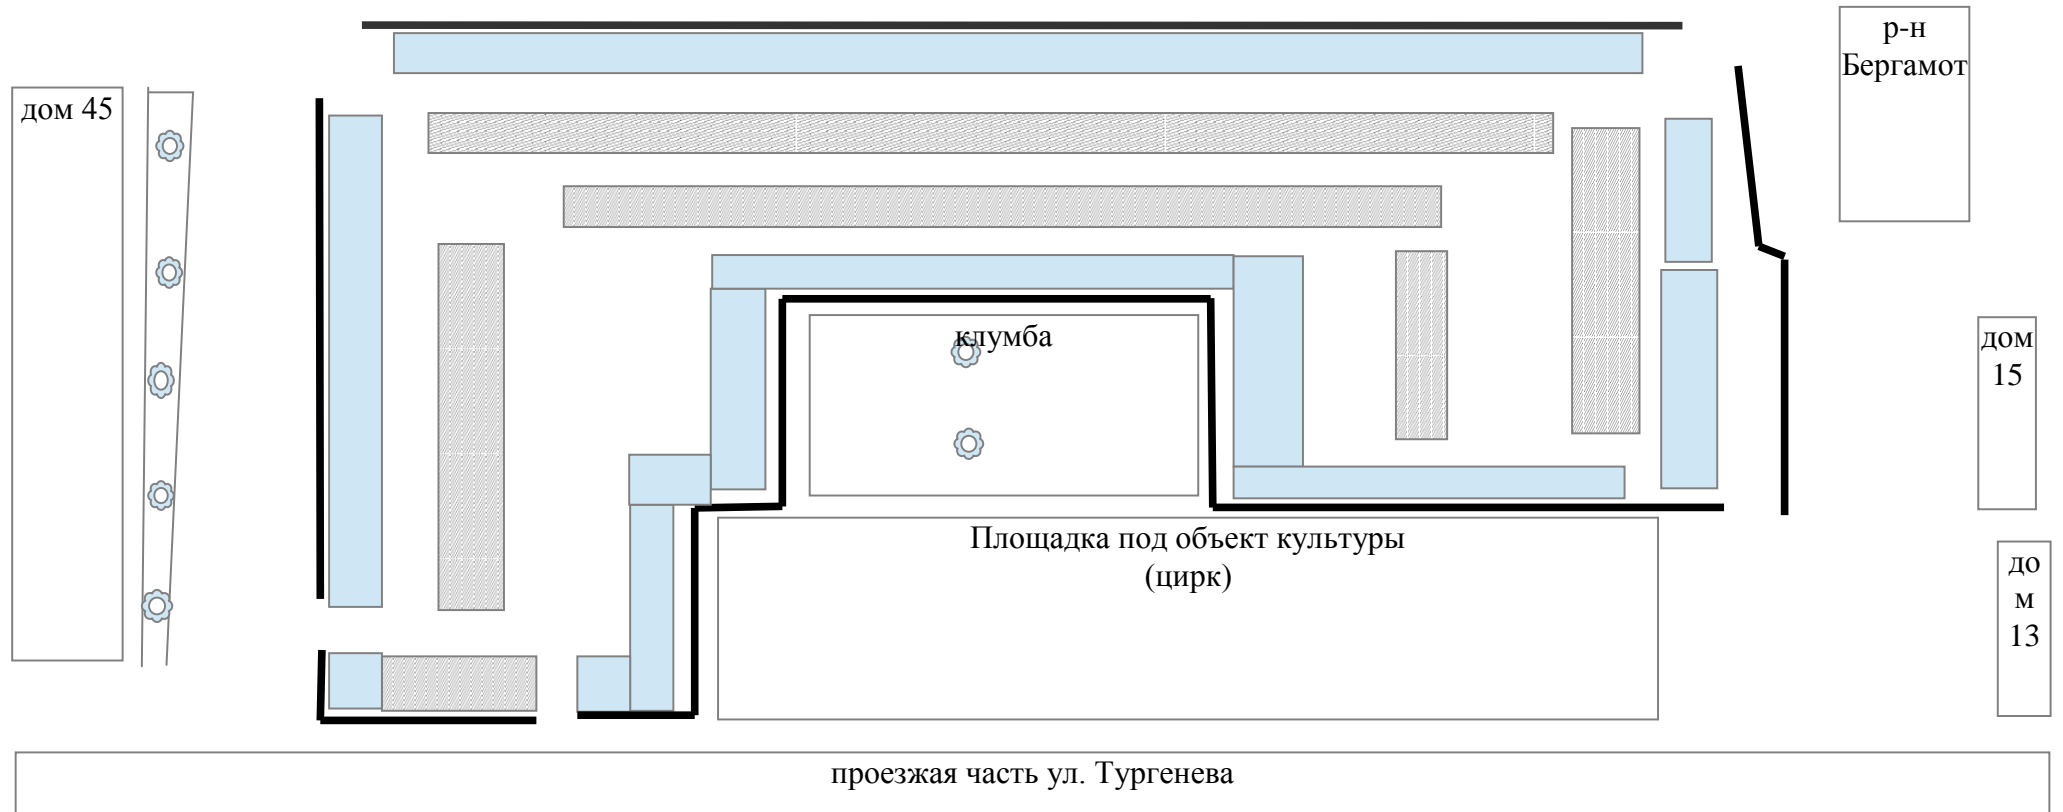 р-н
Бергамот
дом 45
клумба
дом
15
Площадка под объект культуры
(цирк)
до
м
13
проезжая часть ул. Тургенева